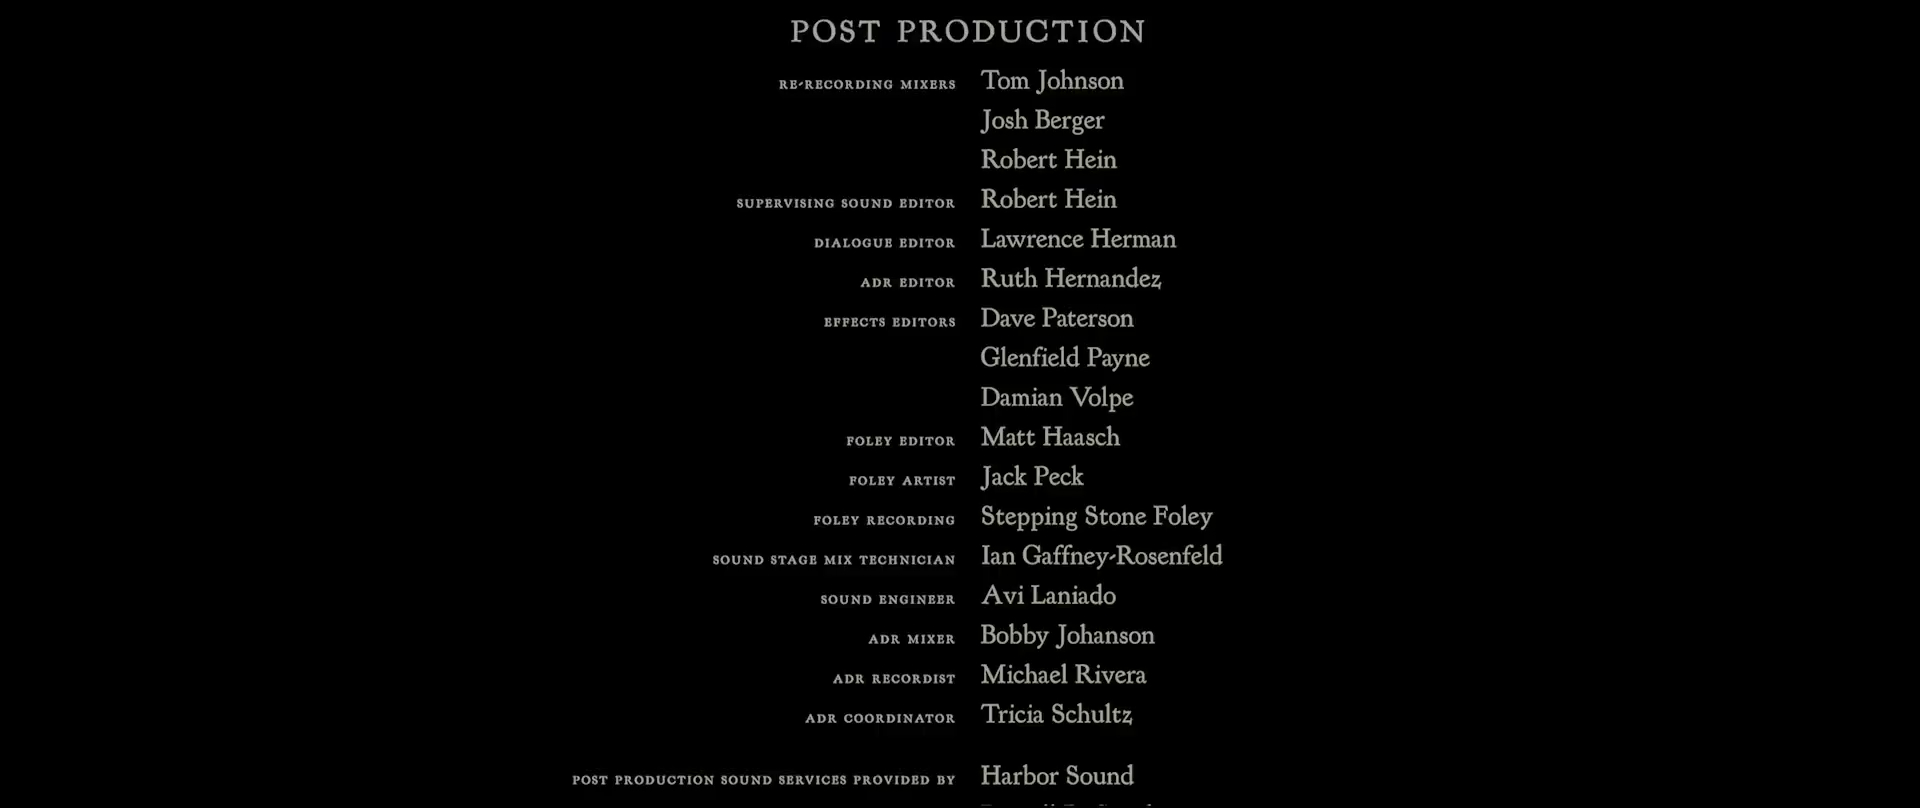 POST PRODUCTION
RE-RECORDING MIXERS Tom Johnson
Josh Berger
Robert Hein
SUPERVISING SOUND EDITOR Robert Hein
DIALOGUE EDITOR Lawrence Herman
ADR EDITOR Ruth Hernandez
EFFECTS EDITORS Dave Paterson
Glenfield Payne
Damian Volpe
FOLEY EDITOR Matt Haasch
FOLEY ARTIST Jack Peck
FOLEY RECORDING Stepping Stone Foley
SOUND STAGE MIX TECHNICIAN Ian Gaffney-Rosenfeld
SOUND ENGINEER Avi Laniado
ADR MIXER Bobby Johanson
ADR RECORDIST Michael Rivera
ADR COORDINATOR Tricia Schultz
POST PRODUCTION SOUND SERVICES PROVIDED BY Harbor Sound